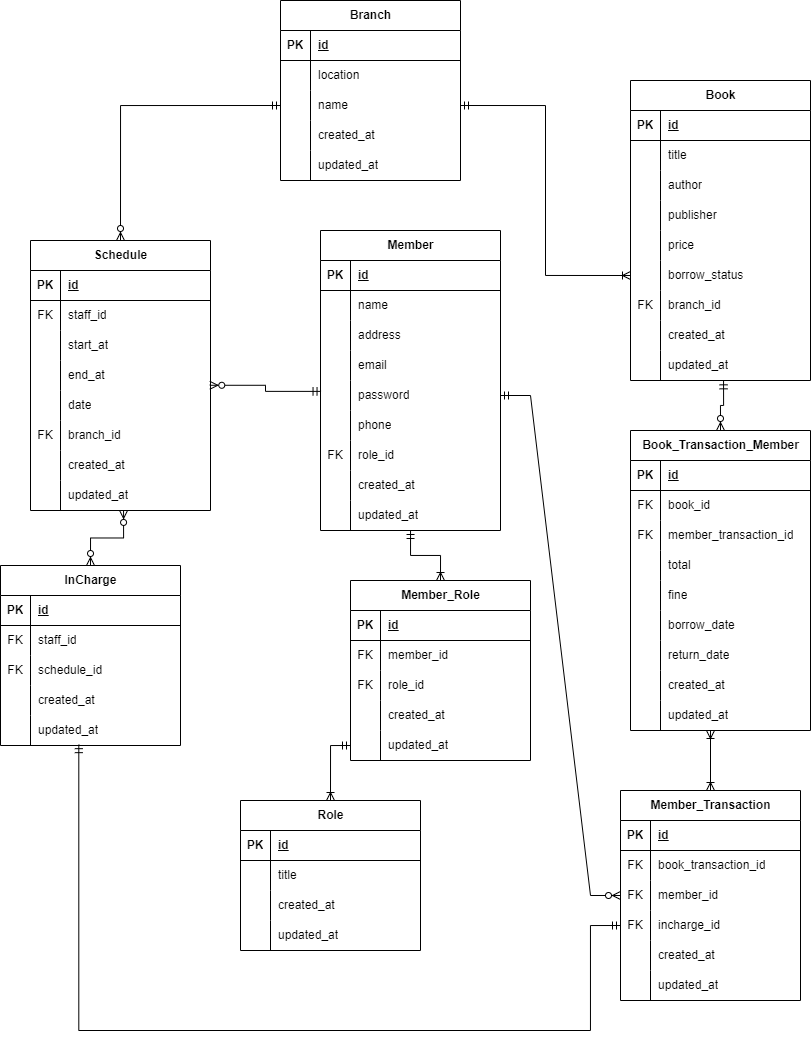 Branch
PK id
location
name
created_at
updated_at
Book
PK id
title
author
publisher
price
borrow_status
FK branch_id
created_at
updated_at
Schedule
PK id
FK staff_id
start_at
end_at
date
FK branch_id
created_at
updated_at
Member
PK id
name
address
email
password
phone
FK role_id
created_at
updated_at
Book_Transaction_Member
PK id
FK book_id
FK member_transaction_id
total
fine
borrow_date
return_date
created_at
updated_at
InCharge
PK id
FK staff_id
FK schedule_id
created_at
updated_at
Member_Role
PK id
FK member_id
FK role_id
created_at
updated_at
Role
PK id
title
created_at
updated_at
Member_Transaction
PK id
FK book_transaction_id
FK member_id
FK incharge_id
created_at
updated_at